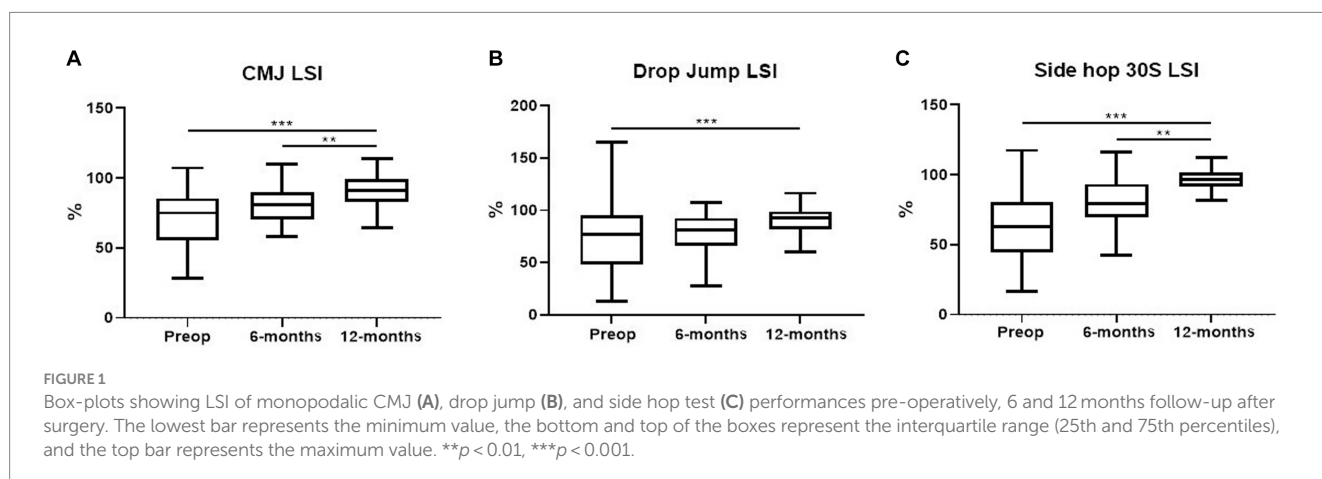 A
CMJ LSI
150
100
50
0
%
***
**
Preop 6-months 12-months
B
Drop Jump LSI
200
150
100
50
0
%
***
Preop 6-months 12-months
C
Side hop 30S LSI
150
100
50
0
%
***
**
Preop 6-months 12-months
FIGURE 1
Box-plots showing LSI of monopodalic CMJ (A), drop jump (B), and side hop test (C) performances pre-operatively, 6 and 12 months follow-up after
surgery. The lowest bar represents the minimum value, the bottom and top of the boxes represent the interquartile range (25th and 75th percentiles),
and the top bar represents the maximum value. **p < 0.01, ***p < 0.001.